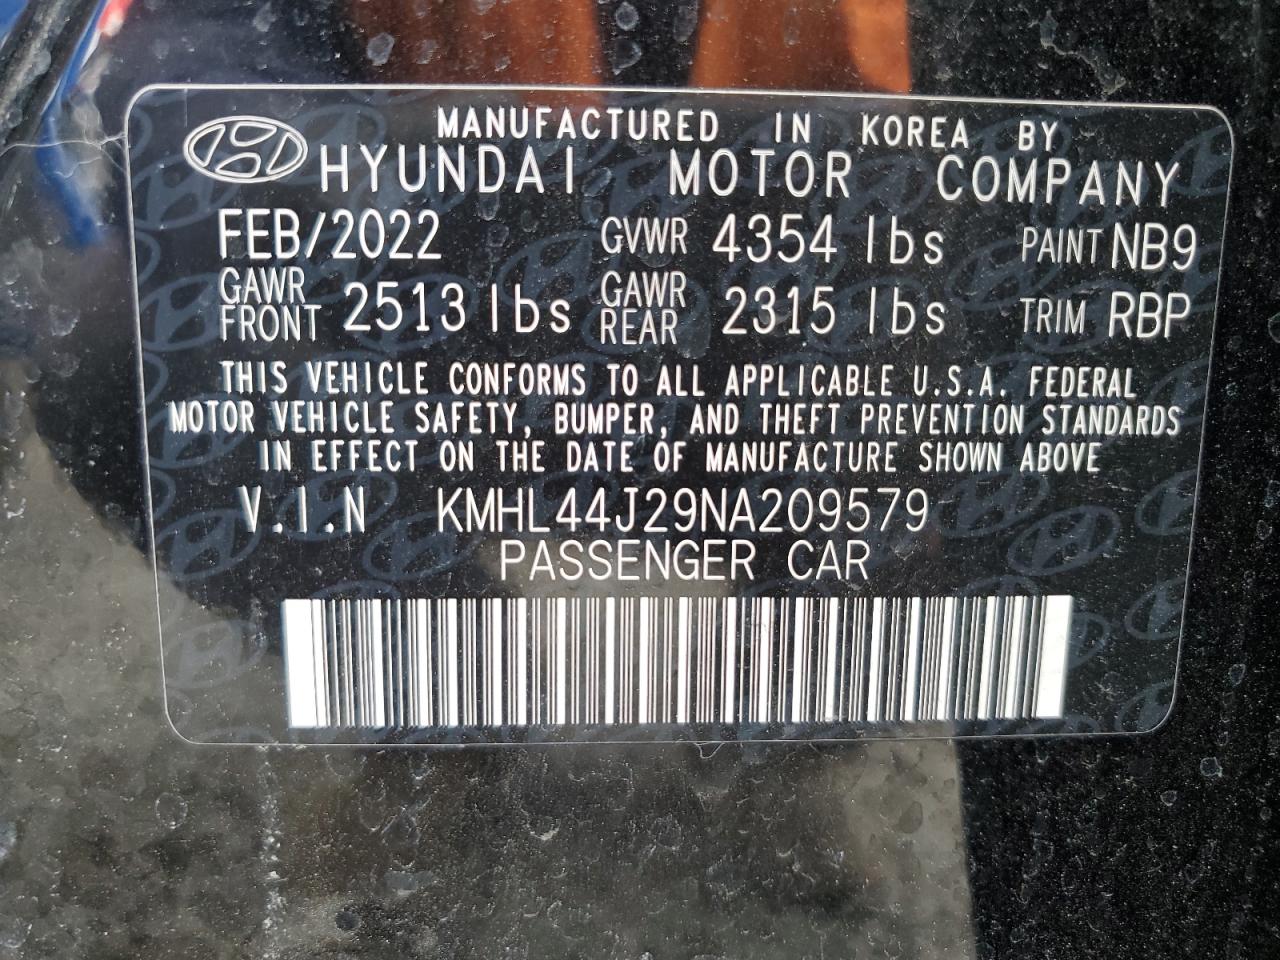 MANUFACTURED IN KOREA BY
HYUNDAI MOTOR COMPANY
FEB/2022 GVWR 4354 lbs PAINT NB9
GAWR FRONT 2513 lbs GAWR REAR 2315 lbs TRIM RBP
THIS VEHICLE CONFORMS TO ALL APPLICABLE U.S.A. FEDERAL
MOTOR VEHICLE SAFETY, BUMPER, AND THEFT PREVENTION STANDARDS
IN EFFECT ON THE DATE OF MANUFACTURE SHOWN ABOVE
V.I.N KMHL44J29NA209579
PASSENGER CAR